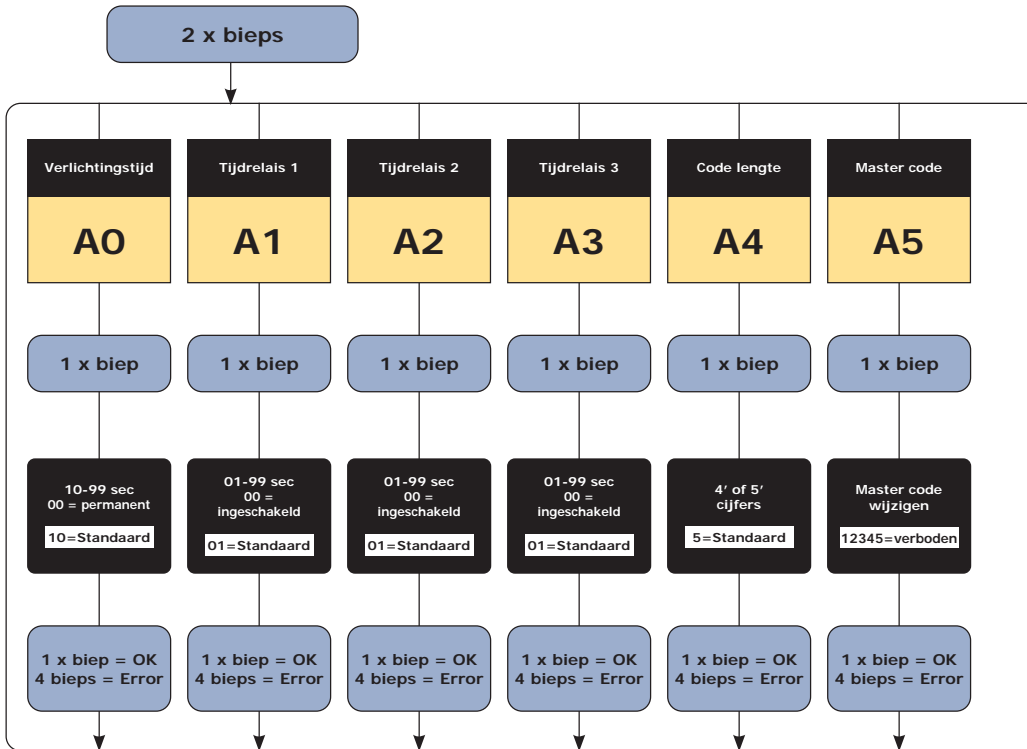 2 x bieps
Verlichtingstijd
A0
1 x biep
10-99 sec
00 = permanent
10=Standaard
1 x biep = OK
4 bieps = Error
Tijdrelais 1
A1
1 x biep
01-99 sec
00 =
ingeschakeld
01=Standaard
1 x biep = OK
4 bieps = Error
Tijdrelais 2
A2
1 x biep
01-99 sec
00 =
ingeschakeld
01=Standaard
1 x biep = OK
4 bieps = Error
Tijdrelais 3
A3
1 x biep
01-99 sec
00 =
ingeschakeld
01=Standaard
1 x biep = OK
4 bieps = Error
Code lengte
A4
1 x biep
4’ of 5’
cijfers
5=Standaard
1 x biep = OK
4 bieps = Error
Master code
A5
1 x biep
Master code
wijzigen
12345=verboden
1 x biep = OK
4 bieps = Error